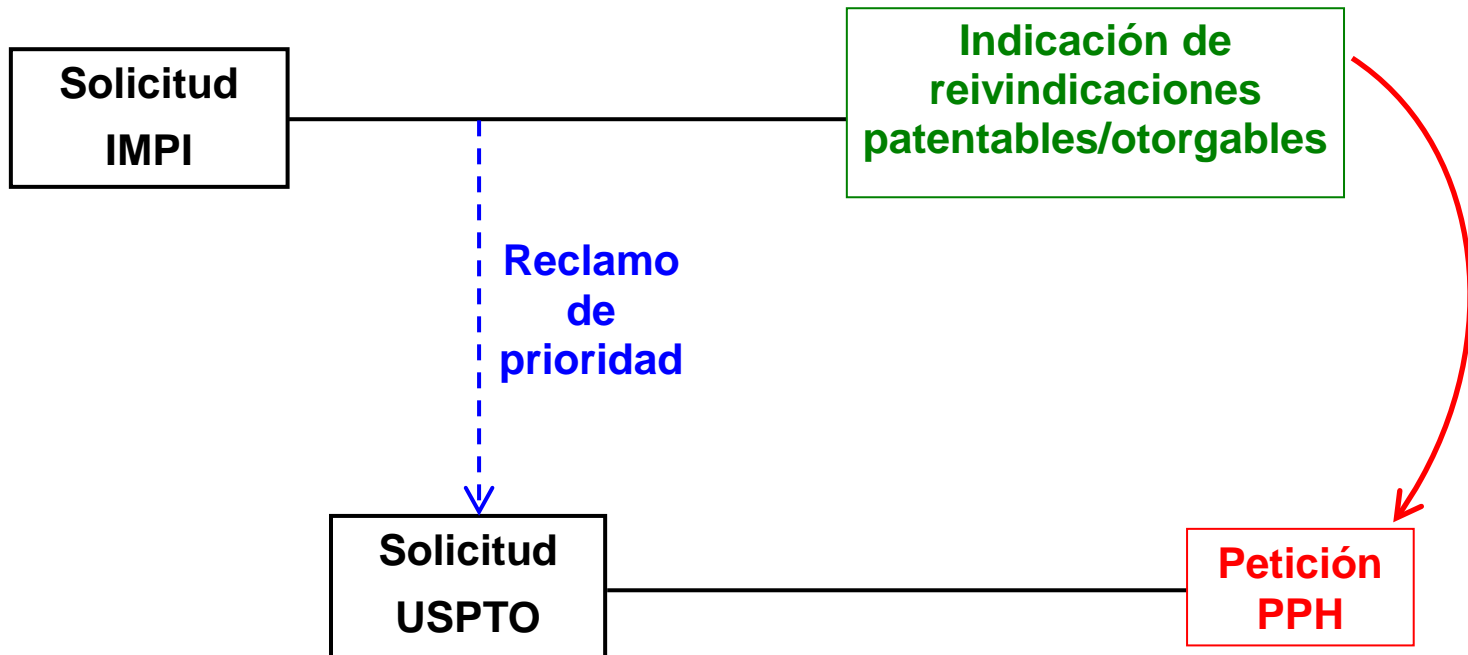 Solicitud
IMPI
Indicación de
reivindicaciones
patentables/otorgables
Reclamo
de
prioridad
Solicitud
USPTO
Petición
PPH